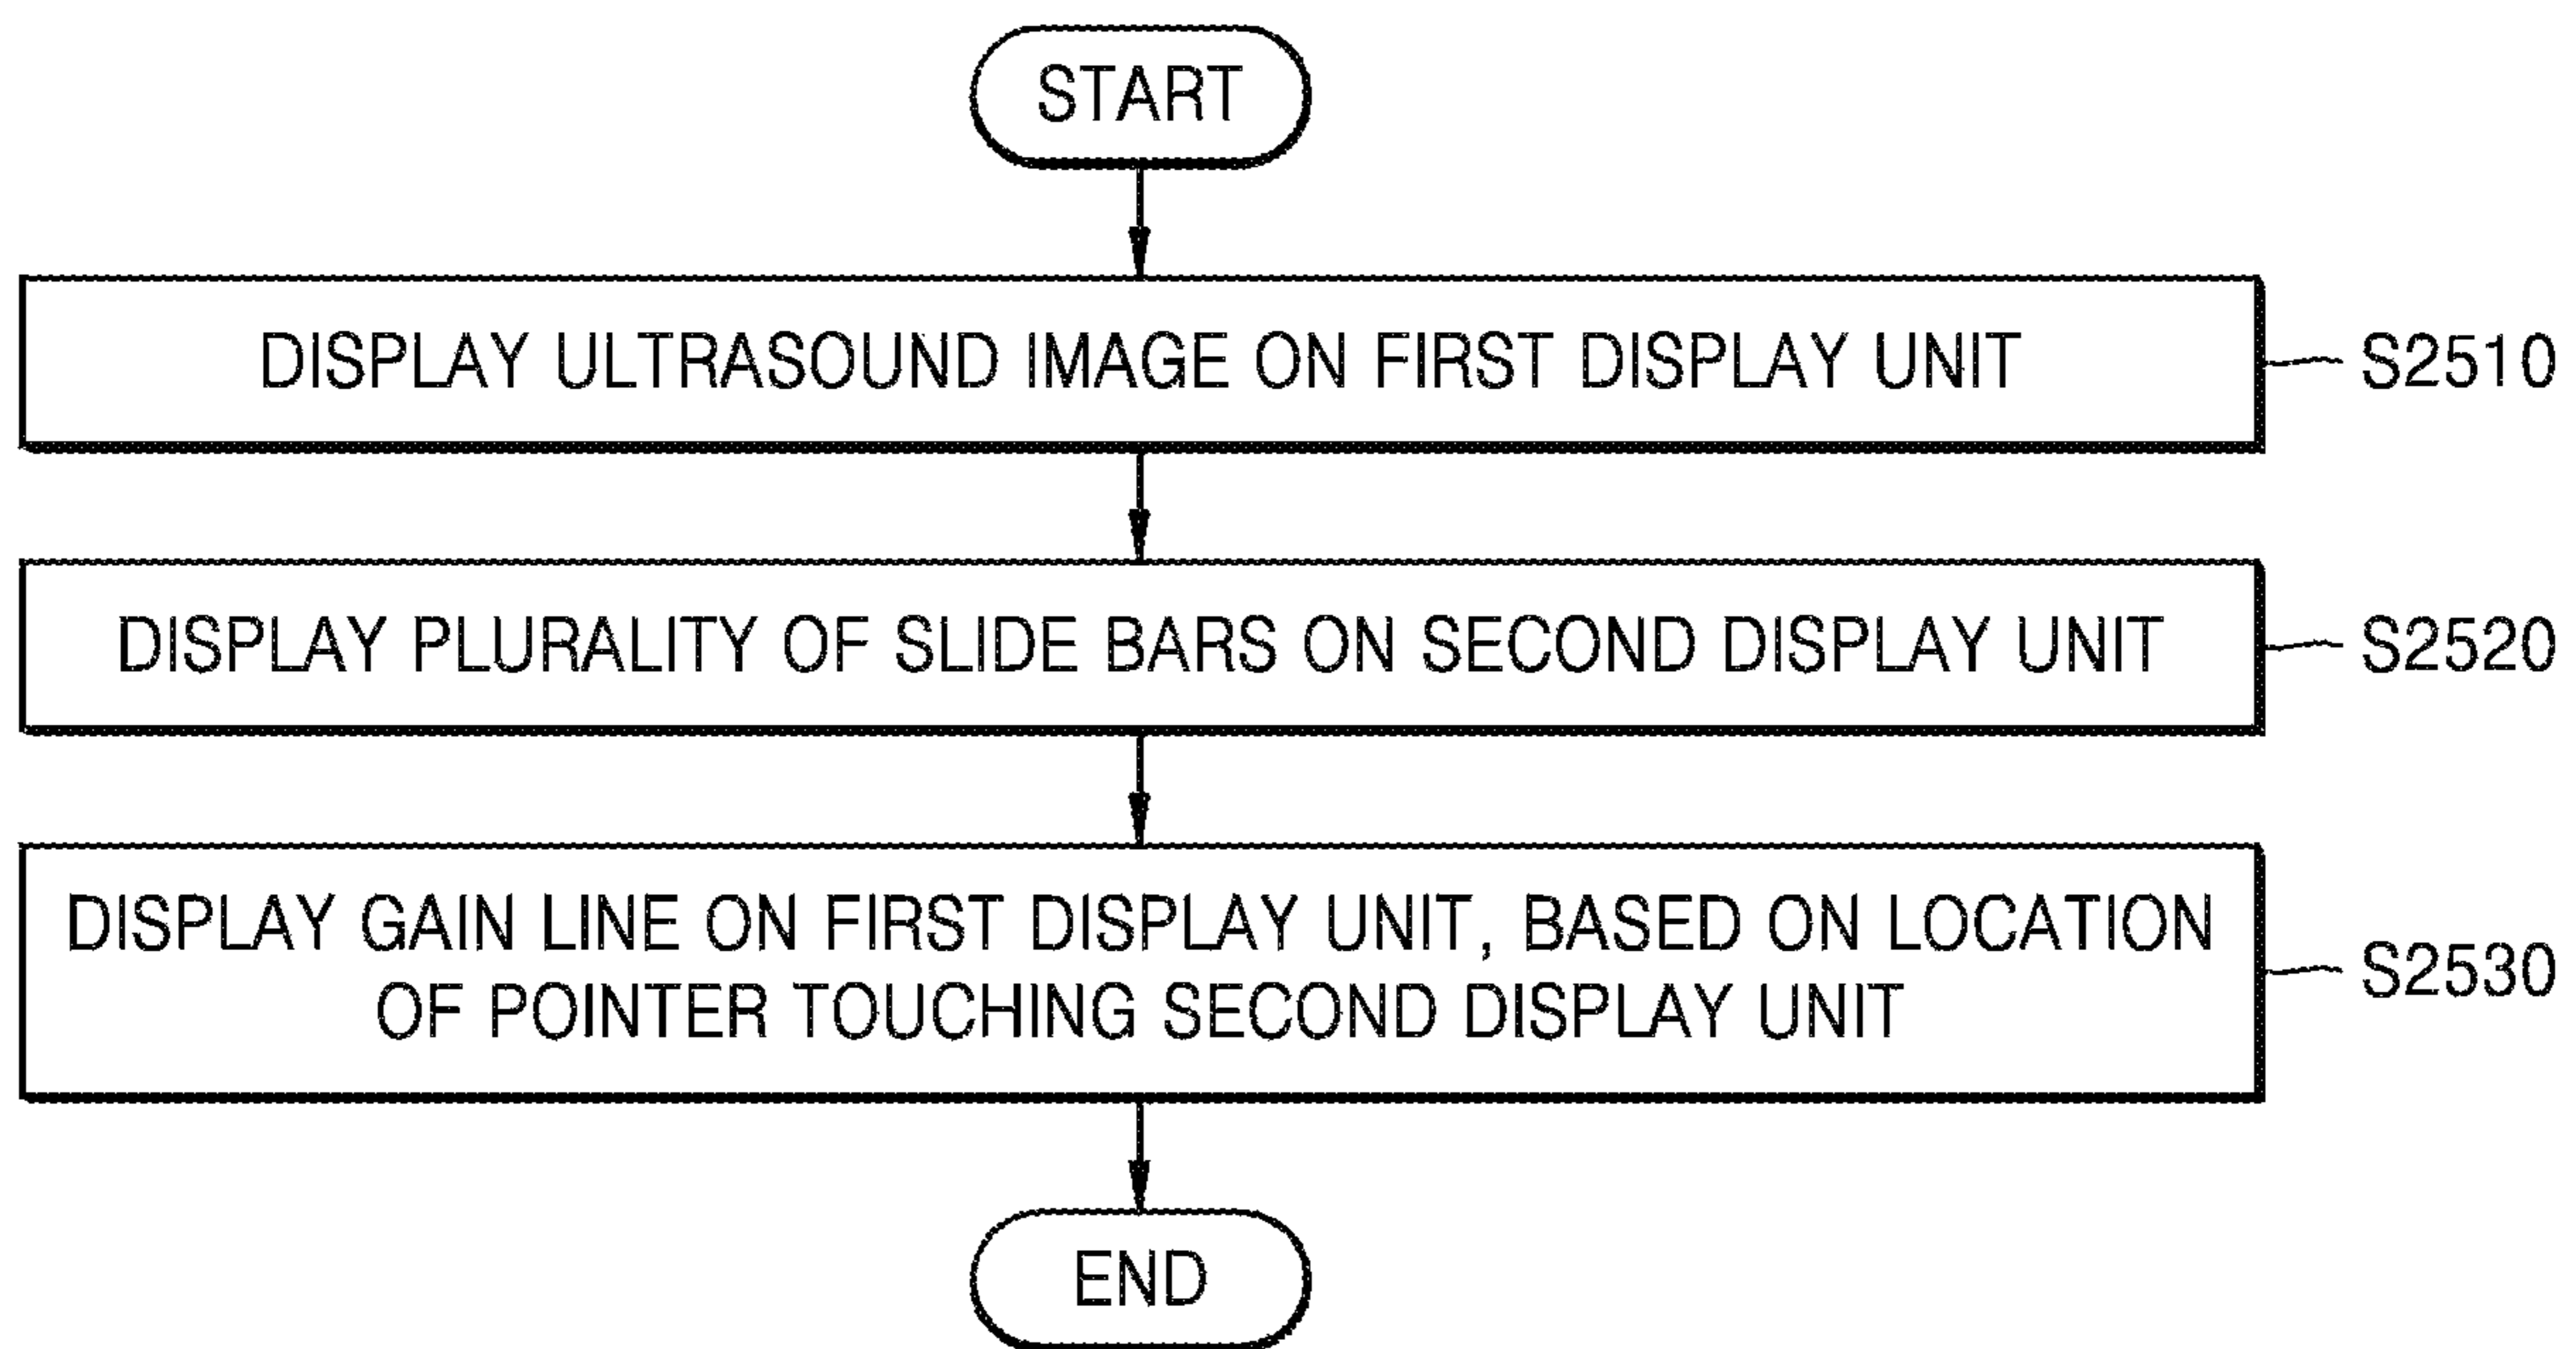 START
DISPLAY ULTRASOUND IMAGE ON FIRST DISPLAY UNIT
S2510
DISPLAY PLURALITY OF SLIDE BARS ON SECOND DISPLAY UNIT
S2520
DISPLAY GAIN LINE ON FIRST DISPLAY UNIT, BASED ON LOCATION
OF POINTER TOUCHING SECOND DISPLAY UNIT
S2530
END